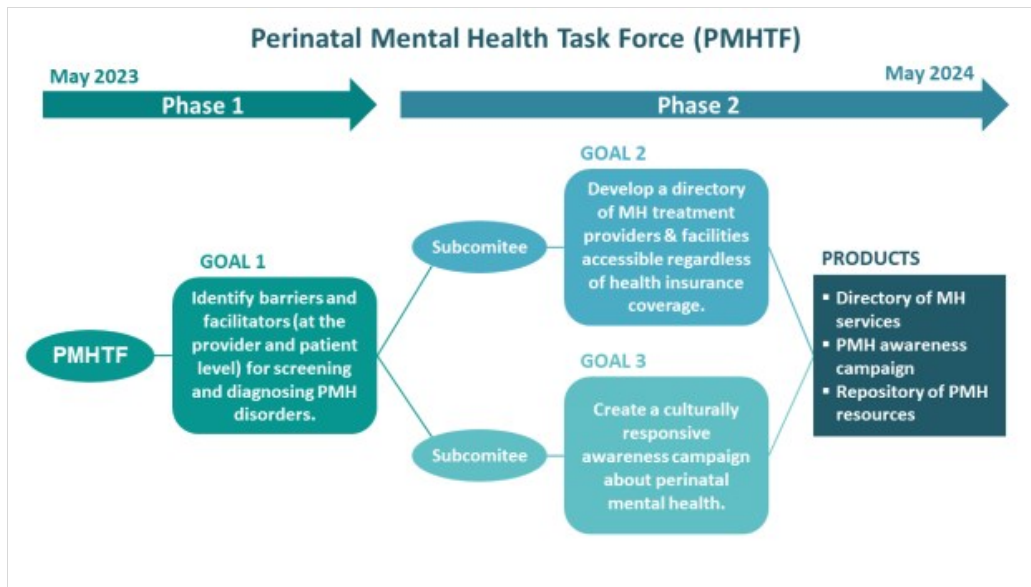 Perinatal Mental Health Task Force (PMHTF)
May 2023
May 2024
Phase 1
Phase 2
GOAL 2
Develop a directory
of MH treatment
providers & facilities
accessible regardless
of health insurance
coverage.
Subcomitee
GOAL 1
Identify barriers and
facilitators (at the
provider and patient
level) for screening
and diagnosing PMH
disorders.
PMHTF
PRODUCTS
▪ Directory of MH
services
▪ PMH awareness
campaign
▪ Repository of PMH
resources
GOAL 3
Create a culturally
responsive
awareness campaign
about perinatal
mental health.
Subcomitee